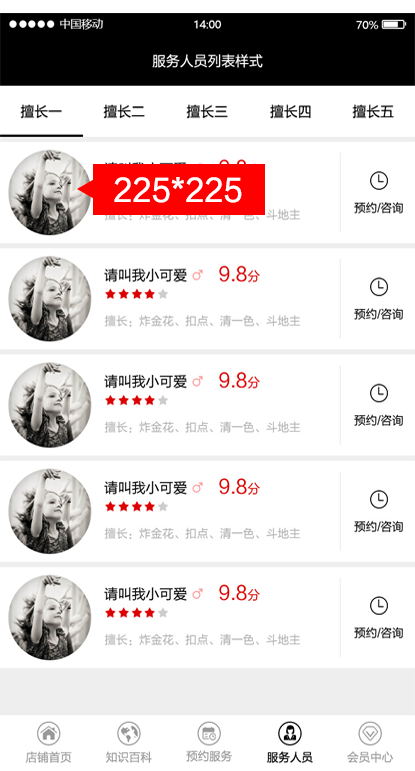 中国移动 14:00 70%
服务人员列表样式
擅长一 擅长二 擅长三 擅长四 擅长五
请叫我小可爱 9.8
225*225
清一色、斗地主
预约/咨询
请叫我小可爱 9.8分
擅长：炸金花、扣点、清一色、斗地主
预约/咨询
请叫我小可爱 9.8分
擅长：炸金花、扣点、清一色、斗地主
预约/咨询
请叫我小可爱 9.8分
擅长：炸金花、扣点、清一色、斗地主
预约/咨询
请叫我小可爱 9.8分
擅长：炸金花、扣点、清一色、斗地主
预约/咨询
店铺首页 知识百科 预约服务 服务人员 会员中心